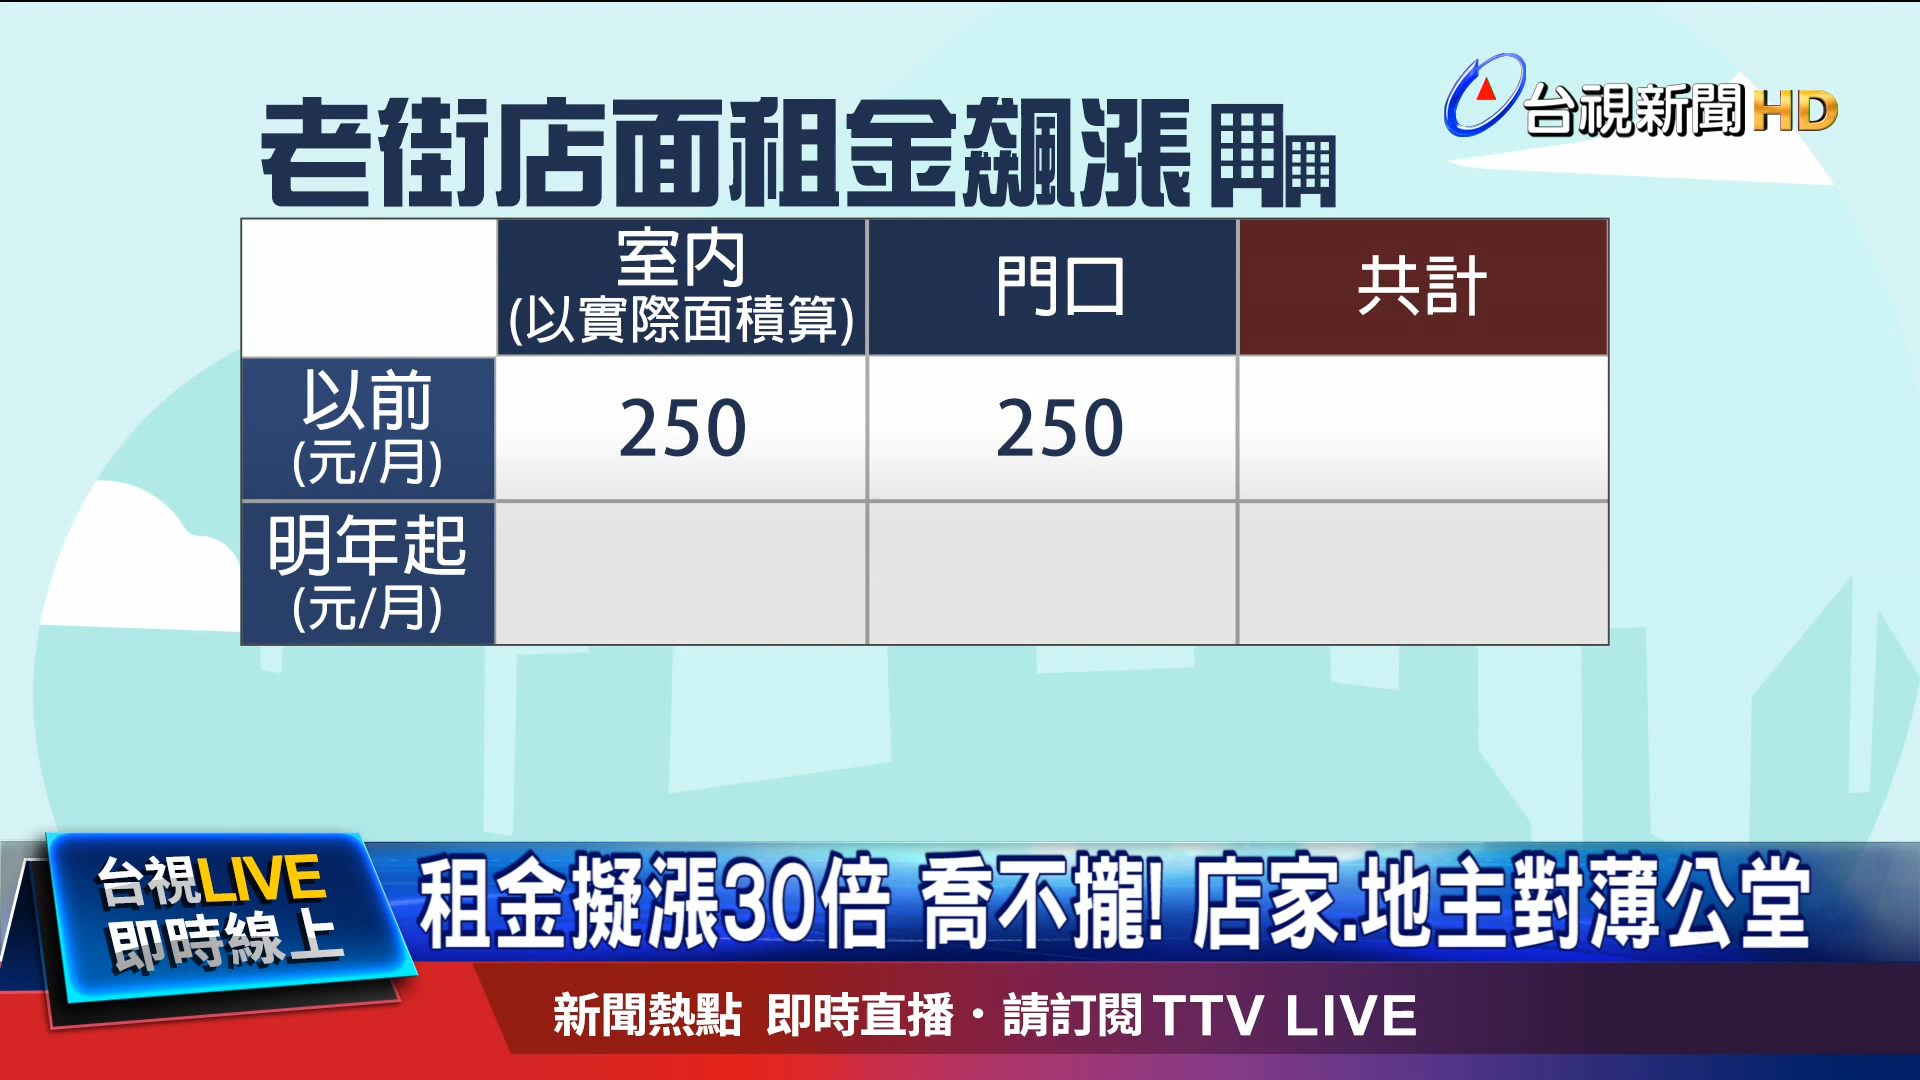 台視新聞HD
老街店面租金飆漲
室內
(以實際面積算)
門口
共計
以前
(元/月)
250
250
明年起
(元/月)
台視LIVE
即時線上
租金擬漲30倍 喬不攏! 店家.地主對薄公堂
新聞熱點 即時直播・請訂閱TTV LIVE